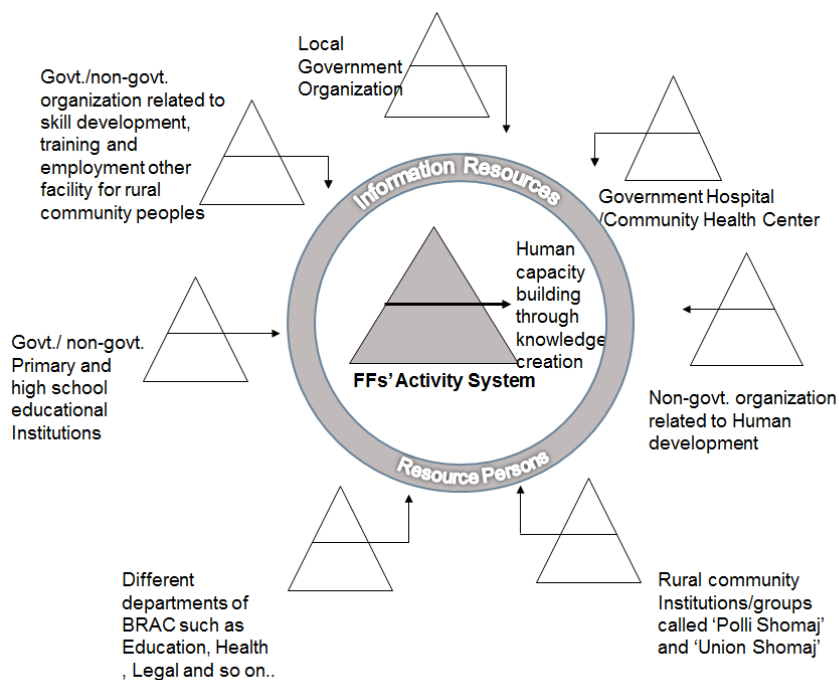 Local
Government
Organization
Govt./non-govt.
organization related to
skill development,
training and
employment other
facility for rural
community peoples
Government Hospital
/Community Health Center
Information Resources
Human
capacity
building
through
knowledge
creation
FFs' Activity System
Govt./ non-govt.
Primary and
high school
educational
Institutions
Non-govt. organization
related to Human
development
Resource Persons
Different
departments of
BRAC such as
Education, Health
, Legal and so on..
Rural community
Institutions/groups
called 'Polli Shomaj'
and 'Union Shomaj'